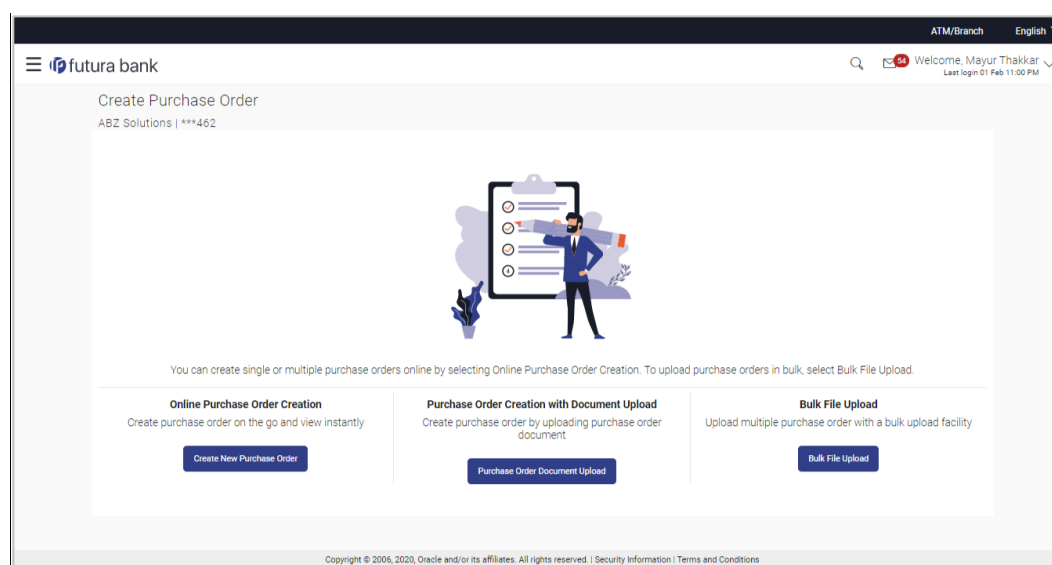 ATM/Branch English
futura bank
54 Welcome, Mayur Thakkar
Last login 01 Feb 11:00 PM
Create Purchase Order
ABZ Solutions | ***462
You can create single or multiple purchase orders online by selecting Online Purchase Order Creation. To upload purchase orders in bulk, select Bulk File Upload.
Online Purchase Order Creation
Create purchase order on the go and view instantly
Create New Purchase Order
Purchase Order Creation with Document Upload
Create purchase order by uploading purchase order
document
Purchase Order Document Upload
Bulk File Upload
Upload multiple purchase order with a bulk upload facility
Bulk File Upload
Copyright © 2006, 2020, Oracle and/or its affiliates. All rights reserved. | Security Information | Terms and Conditions